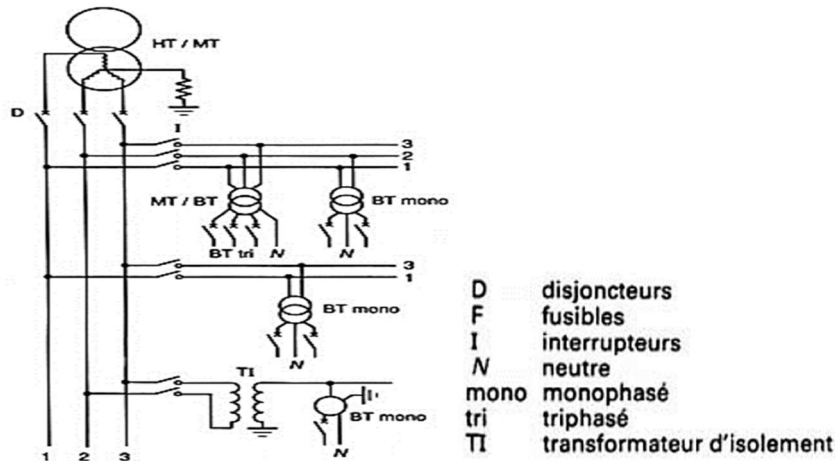 HT / MT
D
I
3
2
1
MT / BT
BT mono
BT tri N
N
3
1
BT mono
N
TI
BT mono
N
1 2 3
D disjoncteurs
F fusibles
I interrupteurs
N neutre
mono monophasé
tri triphasé
TI transformateur d'isolement